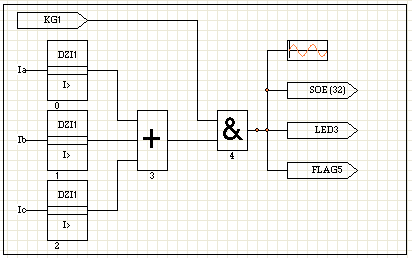 KG1
DZI1
Ia
I>
0
SOE (32)
DZI1
Ib
I>
1
+
3
&
4
LED3
FLAG5
DZI1
Ic
I>
2